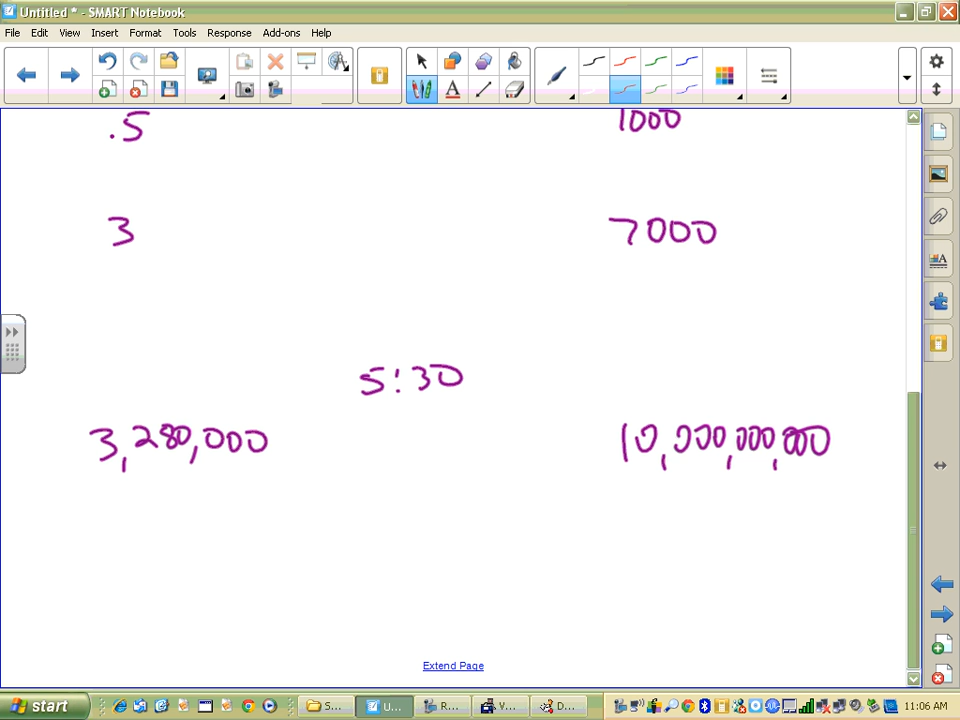 Untitled * - SMART Notebook
File Edit View Insert Format Tools Response Add-ons Help
.5 1000
3 7000
5:30
3,280,000 10,000,000,000
Extend Page
start S... U... R... Y... D... 11:06 AM